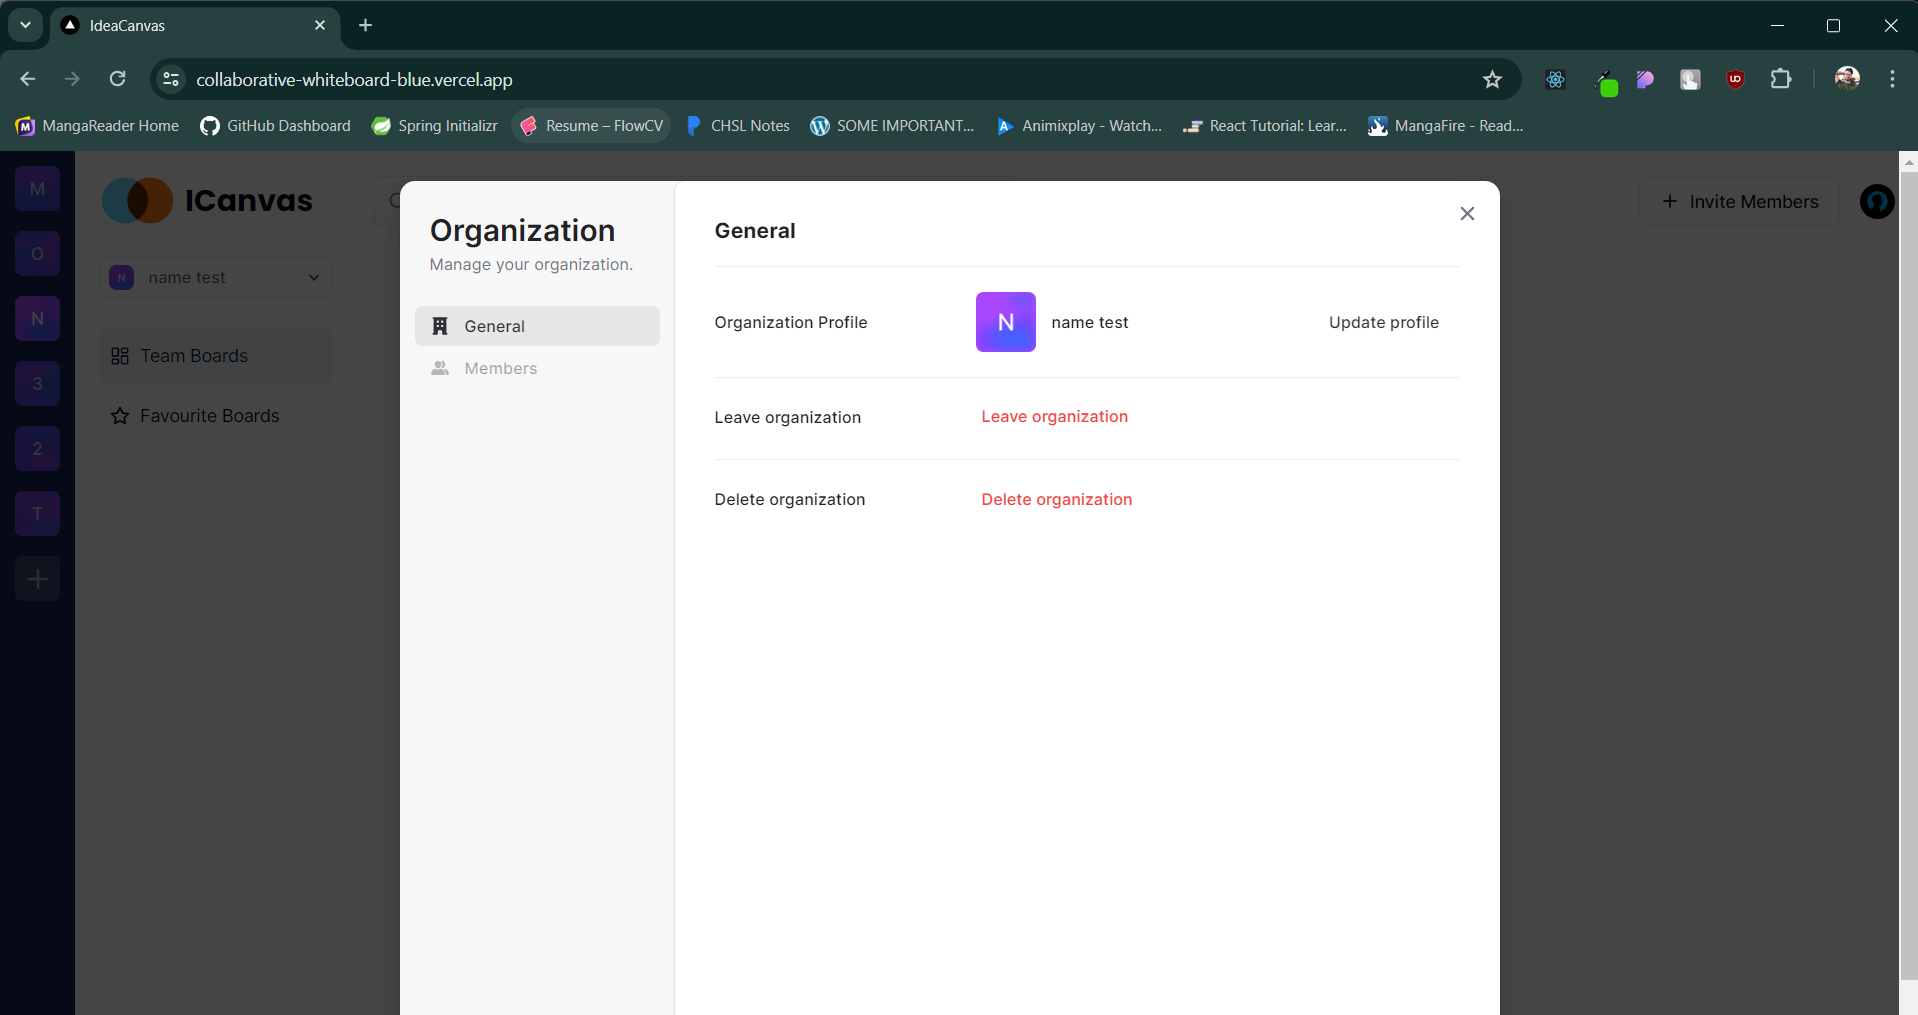 IdeaCanvas
collaborative-whiteboard-blue.vercel.app
MangaReader Home
GitHub Dashboard
Spring Initializr
Resume – FlowCV
CHSL Notes
SOME IMPORTANT...
Animixplay - Watch...
React Tutorial: Lear...
MangaFire - Read...
M
O
N
3
2
T
ICanvas
N name test
Team Boards
Favourite Boards
Invite Members
Organization
Manage your organization.
General
Members
General
Organization Profile
N
name test
Update profile
Leave organization
Leave organization
Delete organization
Delete organization